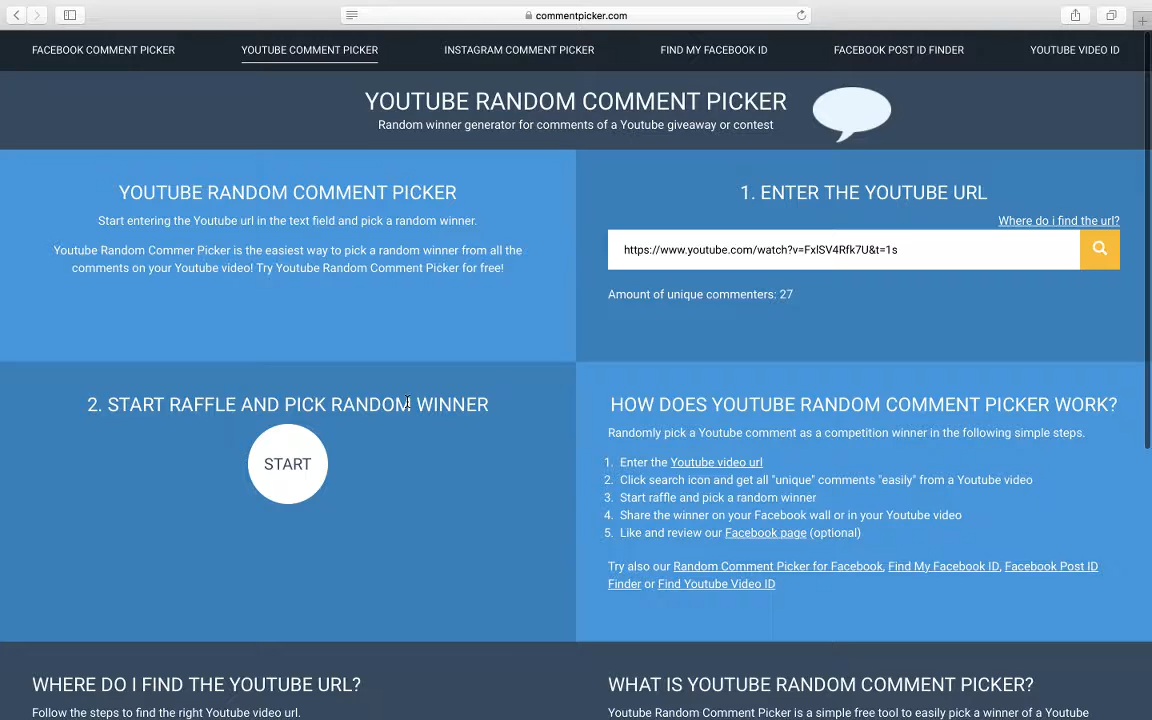 commentpicker.com
FACEBOOK COMMENT PICKER
YOUTUBE COMMENT PICKER
INSTAGRAM COMMENT PICKER
FIND MY FACEBOOK ID
FACEBOOK POST ID FINDER
YOUTUBE VIDEO ID
YOUTUBE RANDOM COMMENT PICKER
Random winner generator for comments of a Youtube giveaway or contest
YOUTUBE RANDOM COMMENT PICKER
Start entering the Youtube url in the text field and pick a random winner.
Youtube Random Commer Picker is the easiest way to pick a random winner from all the
comments on your Youtube video! Try Youtube Random Comment Picker for free!
1. ENTER THE YOUTUBE URL
Where do i find the url?
https://www.youtube.com/watch?v=FxlSV4Rfk7U&t=1s
Amount of unique commenters: 27
2. START RAFFLE AND PICK RANDOM WINNER
START
HOW DOES YOUTUBE RANDOM COMMENT PICKER WORK?
Randomly pick a Youtube comment as a competition winner in the following simple steps.
1. Enter the Youtube video url
2. Click search icon and get all "unique" comments "easily" from a Youtube video
3. Start raffle and pick a random winner
4. Share the winner on your Facebook wall or in your Youtube video
5. Like and review our Facebook page (optional)
Try also our Random Comment Picker for Facebook, Find My Facebook ID, Facebook Post ID
Finder or Find Youtube Video ID
WHERE DO I FIND THE YOUTUBE URL?
Follow the steps to find the right Youtube video url.
WHAT IS YOUTUBE RANDOM COMMENT PICKER?
Youtube Random Comment Picker is a simple free tool to easily pick a winner of a Youtube